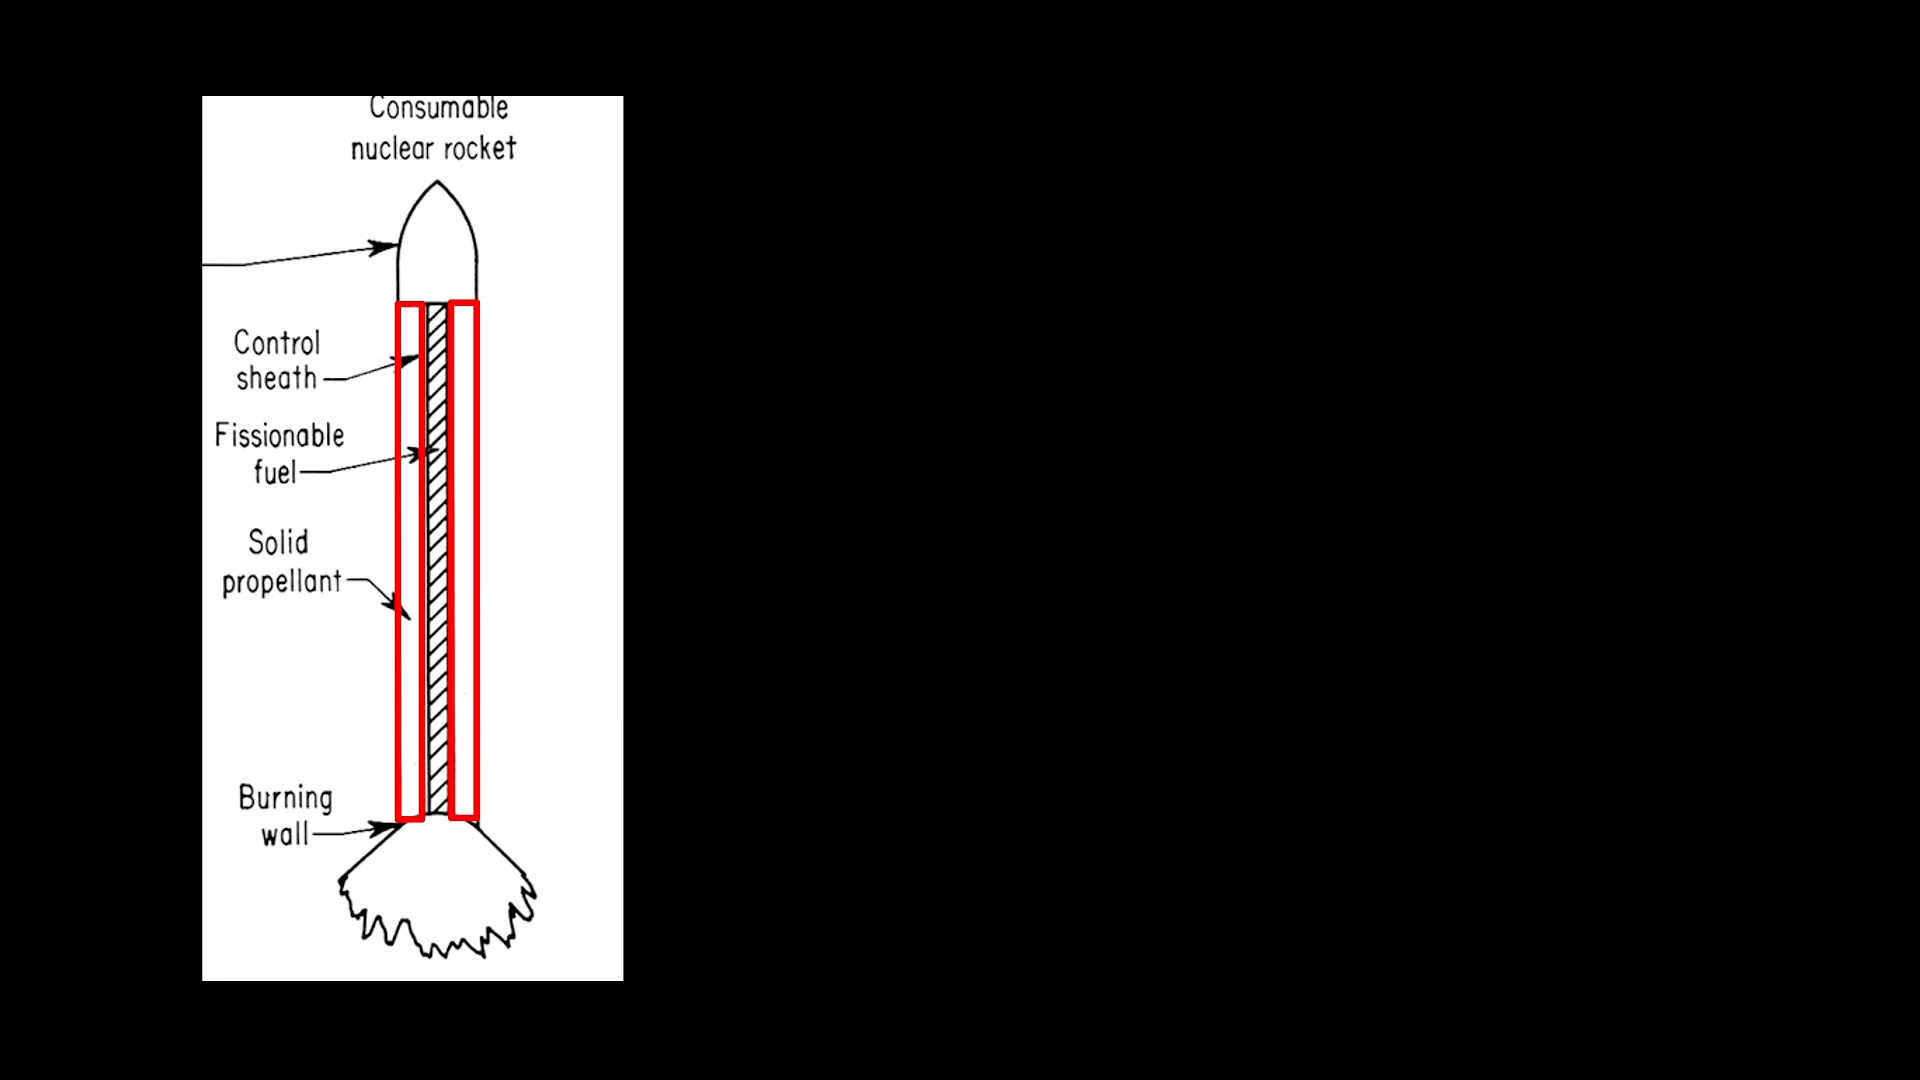 Consumable
nuclear rocket
Control
sheath
Fissionable
fuel
Solid
propellant
Burning
wall